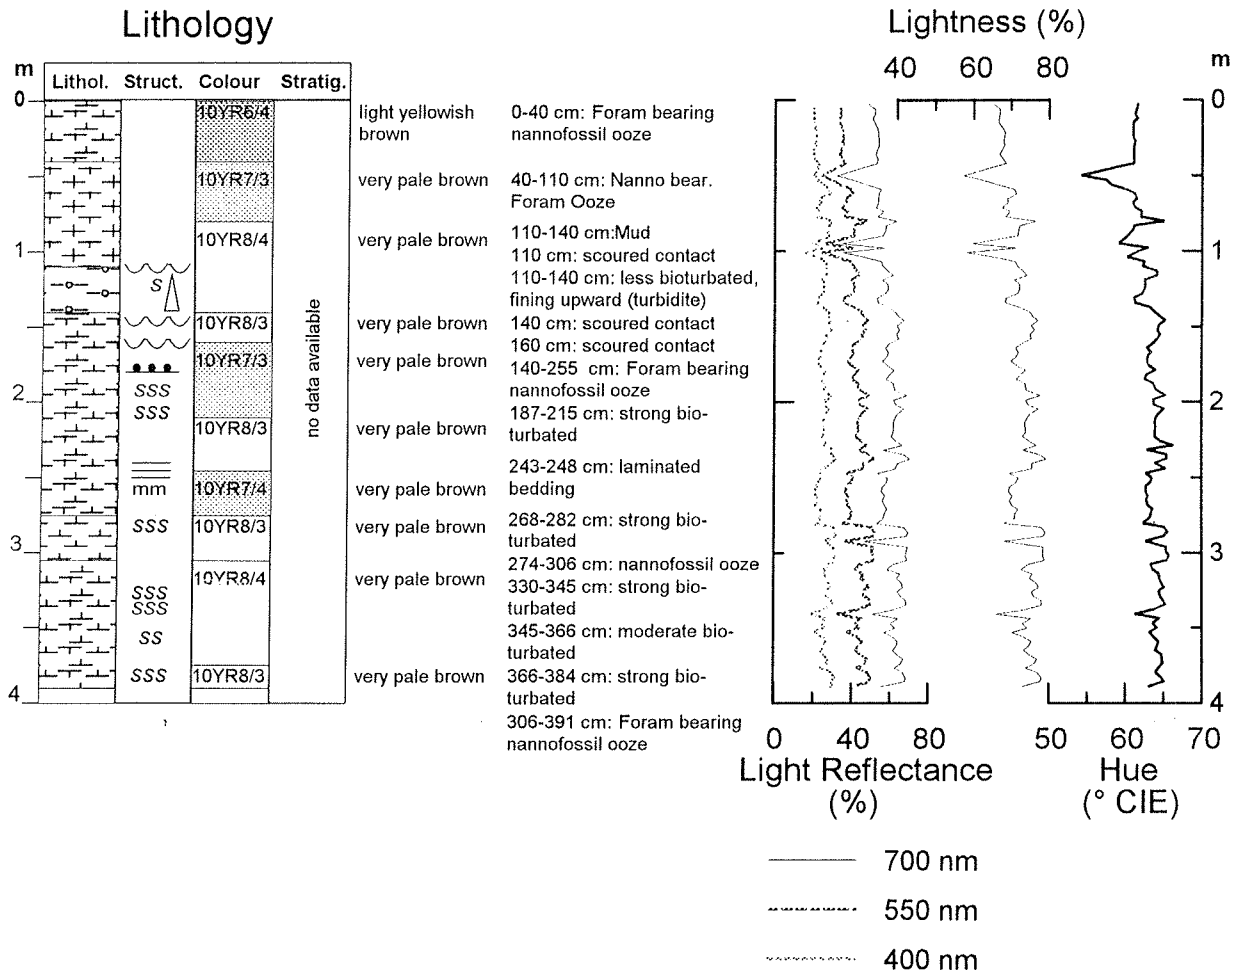 Lithology
Lightness (%)
40 60 80
m
m
Lithol. Struct. Colour Stratig.
0
0
10YR6/4
light yellowish
brown
0-40 cm: Foram bearing
nannofossil ooze
10YR7/3
very pale brown
40-110 cm: Nanno bear.
Foram Ooze
10YR8/4
very pale brown
110-140 cm:Mud
1
1
110 cm: scoured contact
S
110-140 cm: less bioturbated,
fining upward (turbidite)
10YR8/3
very pale brown
140 cm: scoured contact
160 cm: scoured contact
10YR7/3
very pale brown
140-255 cm: Foram bearing
nannofossil ooze
no data available
SSS
2
2
SSS
187-215 cm: strong bio-
turbated
10YR8/3
very pale brown
243-248 cm: laminated
bedding
mm
10YR7/4
very pale brown
SSS
10YR8/3
very pale brown
268-282 cm: strong bio-
turbated
3
3
274-306 cm: nannofossil ooze
10YR8/4
very pale brown
SSS
330-345 cm: strong bio-
turbated
SSS
SS
345-366 cm: moderate bio-
turbated
SSS
10YR8/3
very pale brown
366-384 cm: strong bio-
turbated
4
4
306-391 cm: Foram bearing
nannofossil ooze
0 40 80
50 60 70
Light Reflectance
(%)
Hue
(° CIE)
700 nm
550 nm
400 nm